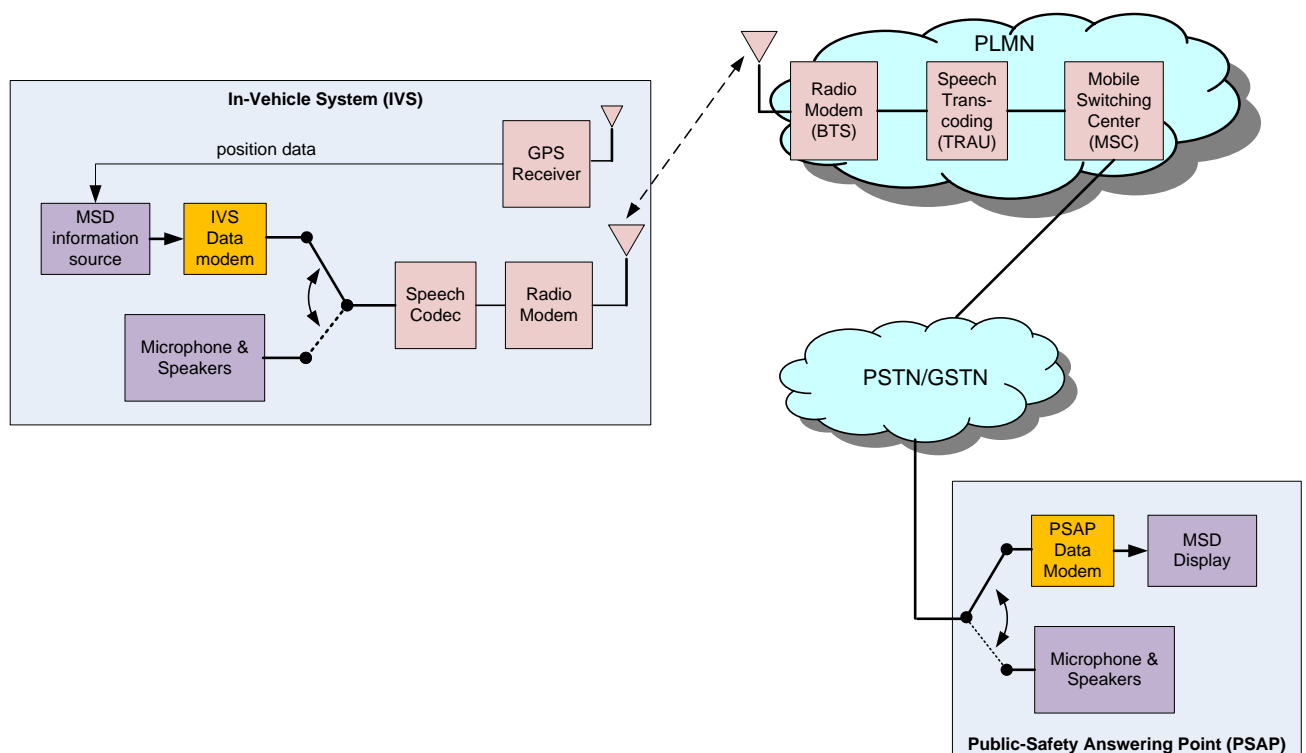 PLMN
Radio
Modem
(BTS)
Speech
Trans-
coding
(TRAU)
Mobile
Switching
Center
(MSC)
In-Vehicle System (IVS)
position data
GPS
Receiver
MSD
information
source
IVS
Data
modem
Speech
Codec
Radio
Modem
Microphone &
Speakers
PSTN/GSTN
PSAP
Data
Modem
MSD
Display
Microphone &
Speakers
Public-Safety Answering Point (PSAP)